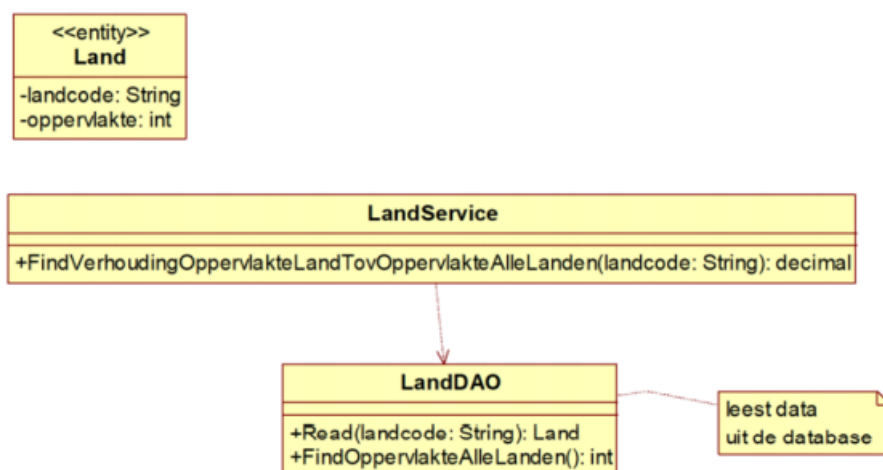 <<entity>>
Land
-landcode: String
-oppervlakte: int
LandService
+FindVerhoudingOppervlakteLandTovOppervlakteAlleLanden(landcode: String): decimal
LandDAO
+Read(landcode: String): Land
+FindOppervlakteAlleLanden(): int
leest data
uit de database